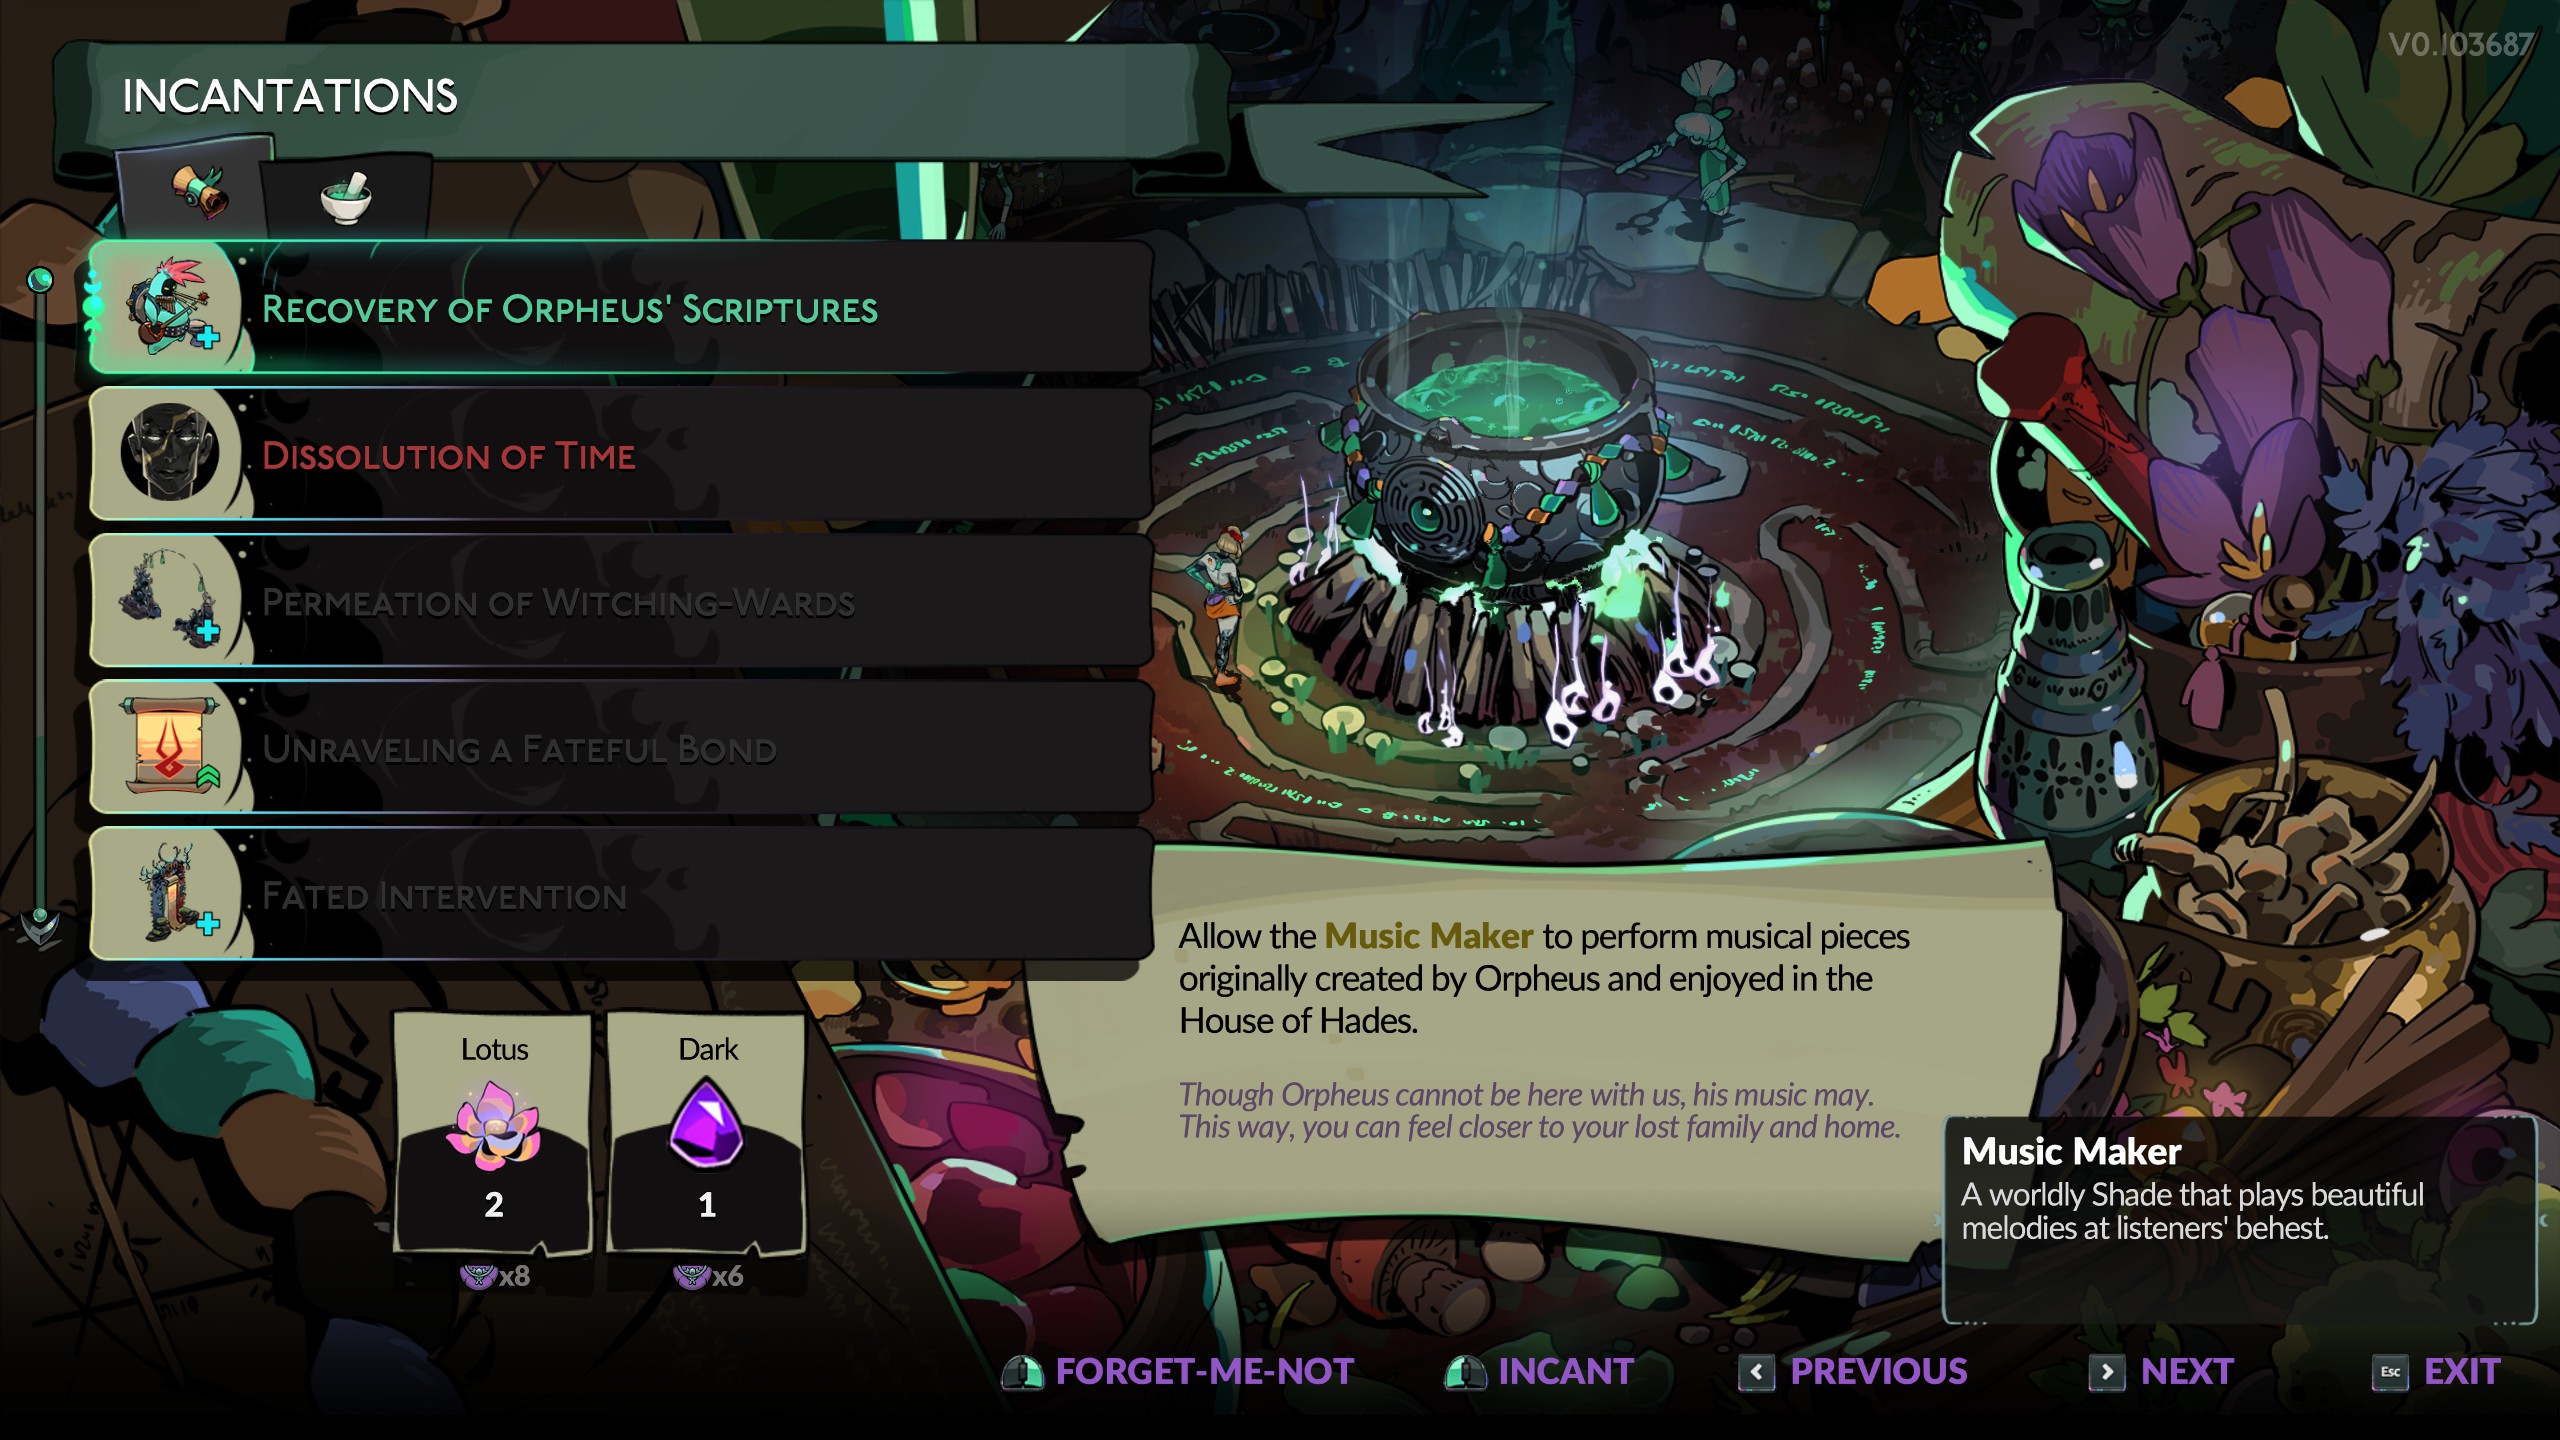 V0.103687
INCANTATIONS
RECOVERY OF ORPHEUS' SCRIPTURES
DISSOLUTION OF TIME
PERMEATION OF WITCHING-WARDS
UNRAVELING A FATEFUL BOND
FATED INTERVENTION
Lotus
2
x8
Dark
1
x6
Allow the Music Maker to perform musical pieces
originally created by Orpheus and enjoyed in the
House of Hades.
Though Orpheus cannot be here with us, his music may.
This way, you can feel closer to your lost family and home.
Music Maker
A worldly Shade that plays beautiful
melodies at listeners' behest.
FORGET-ME-NOT
INCANT
< PREVIOUS
> NEXT
Esc EXIT